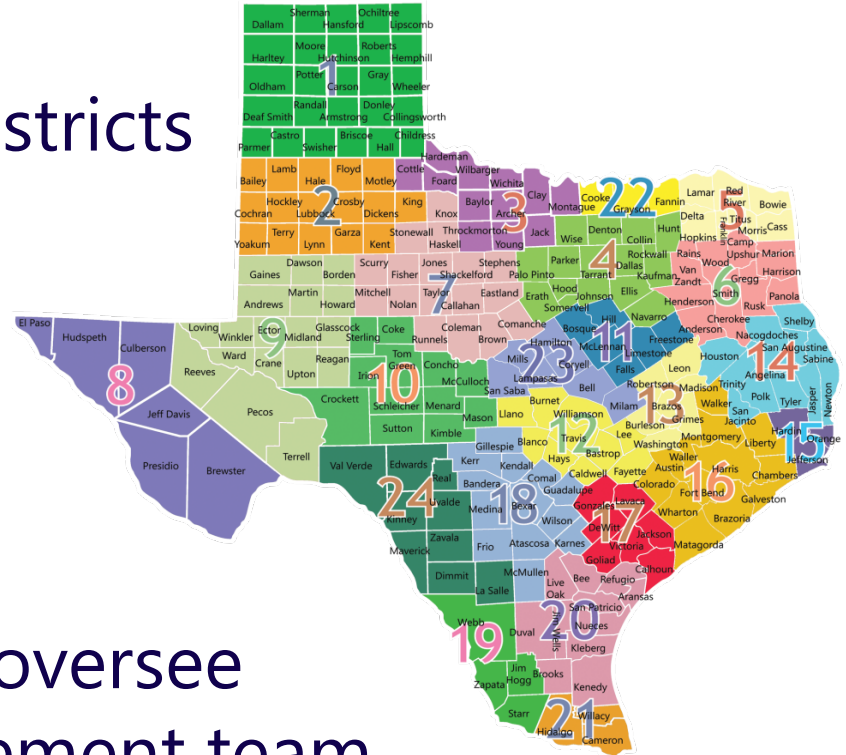 Sherman Ochiltree
Dallam Hansford Lipscomb
Moore Roberts
Hartley Hutchinson Hemphill
1
Potter Gray
Oldham Carson Wheeler
Randall Donley
stricts
Deaf Smith Armstrong Collingsworth
Castro Briscoe Childress
Parmer Swisher Hall
Hardeman
Lamb Floyd Cottle Wilbarger
Bailey Hale Motley Foard Wichita
2 3 22 5
Hockley Crosby King Baylor Clay Cooke Fannin Lamar Red River Bowie
Cochran Lubbock Dickens Knox Archer Montague Grayson Delta Titus Cass
Franklin Morris
Terry Garza Stonewall Throckmorton Jack Wise Denton Collin Hunt Hopkins Camp
Yoakum Lynn Kent Haskell Young
4
Rockwall Rains Wood Upshur Marion
Dawson Scurry Jones Stephens Parker Dallas Van Zandt Gregg Harrison
Gaines Borden Fisher Shackelford Palo Pinto Tarrant Kaufman Smith
7 6
Martin Mitchell Taylor Eastland Erath Hood Johnson Ellis Henderson Rusk Panola
Andrews Howard Nolan Callahan Somervell Navarro
El Paso Loving Ector Glasscock Coke Coleman Comanche Bosque Hill Freestone Anderson Cherokee Shelby
Hudspeth Culberson Winkler Midland Sterling Runnels Brown Hamilton McLennan Limestone Nacogdoches
9 23 11 14
Ward Crane Reagan Tom Green Concho Mills Coryell Falls Leon Houston San Augustine
Reeves Upton Irion McCulloch Lampasas Angelina Sabine
8 10 13
San Saba Bell Robertson Madison Trinity
Jeff Davis Pecos Crockett Schleicher Menard Mason Llano Burnet Milam Brazos Walker Polk Tyler Jasper Newton
Williamson Grimes San Jacinto
Sutton Kimble Burleson Hardin Orange
12 15
Blanco Travis Lee Washington Montgomery Liberty
Presidio Brewster Terrell Val Verde Edwards Gillespie Hays Bastrop Waller Jefferson
Kerr Kendall Austin Harris Chambers
Real Bandera Comal Caldwell Fayette Colorado
24 18 17 16
Uvalde Medina Bexar Guadalupe Gonzales Lavaca Fort Bend Galveston
Kinney Wilson DeWitt Wharton Brazoria
Zavala Frio Atascosa Karnes Jackson Matagorda
Maverick Victoria
Goliad
Dimmit McMullen Bee Refugio Calhoun
La Salle Live Oak Aransas
San Patricio
Webb 20
19 Duval Jim Wells Nueces
Kleberg
oversee
Zapata Jim Hogg Brooks Kenedy
Starr 21 Willacy
Hidalgo
Cameron
ement team